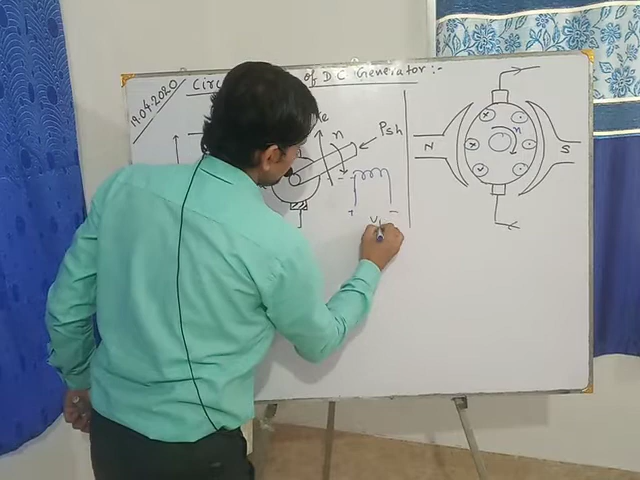 19.04.2020
Circ of D.C Generator :-
e
n
Psh
+ -
V
N
S
n